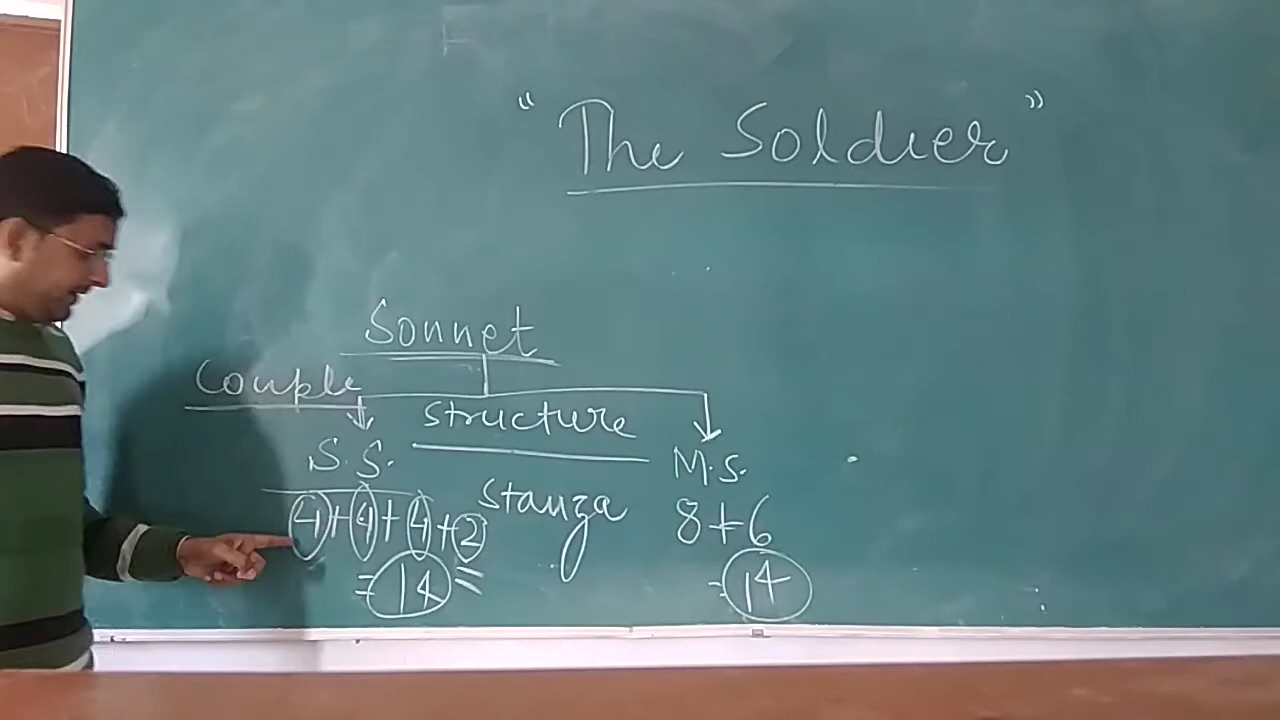 " The Soldier "
Sonnet
Couple
structure
S.S.
M.S.
Stanza
4+4+4+2
8+6
=14
=14